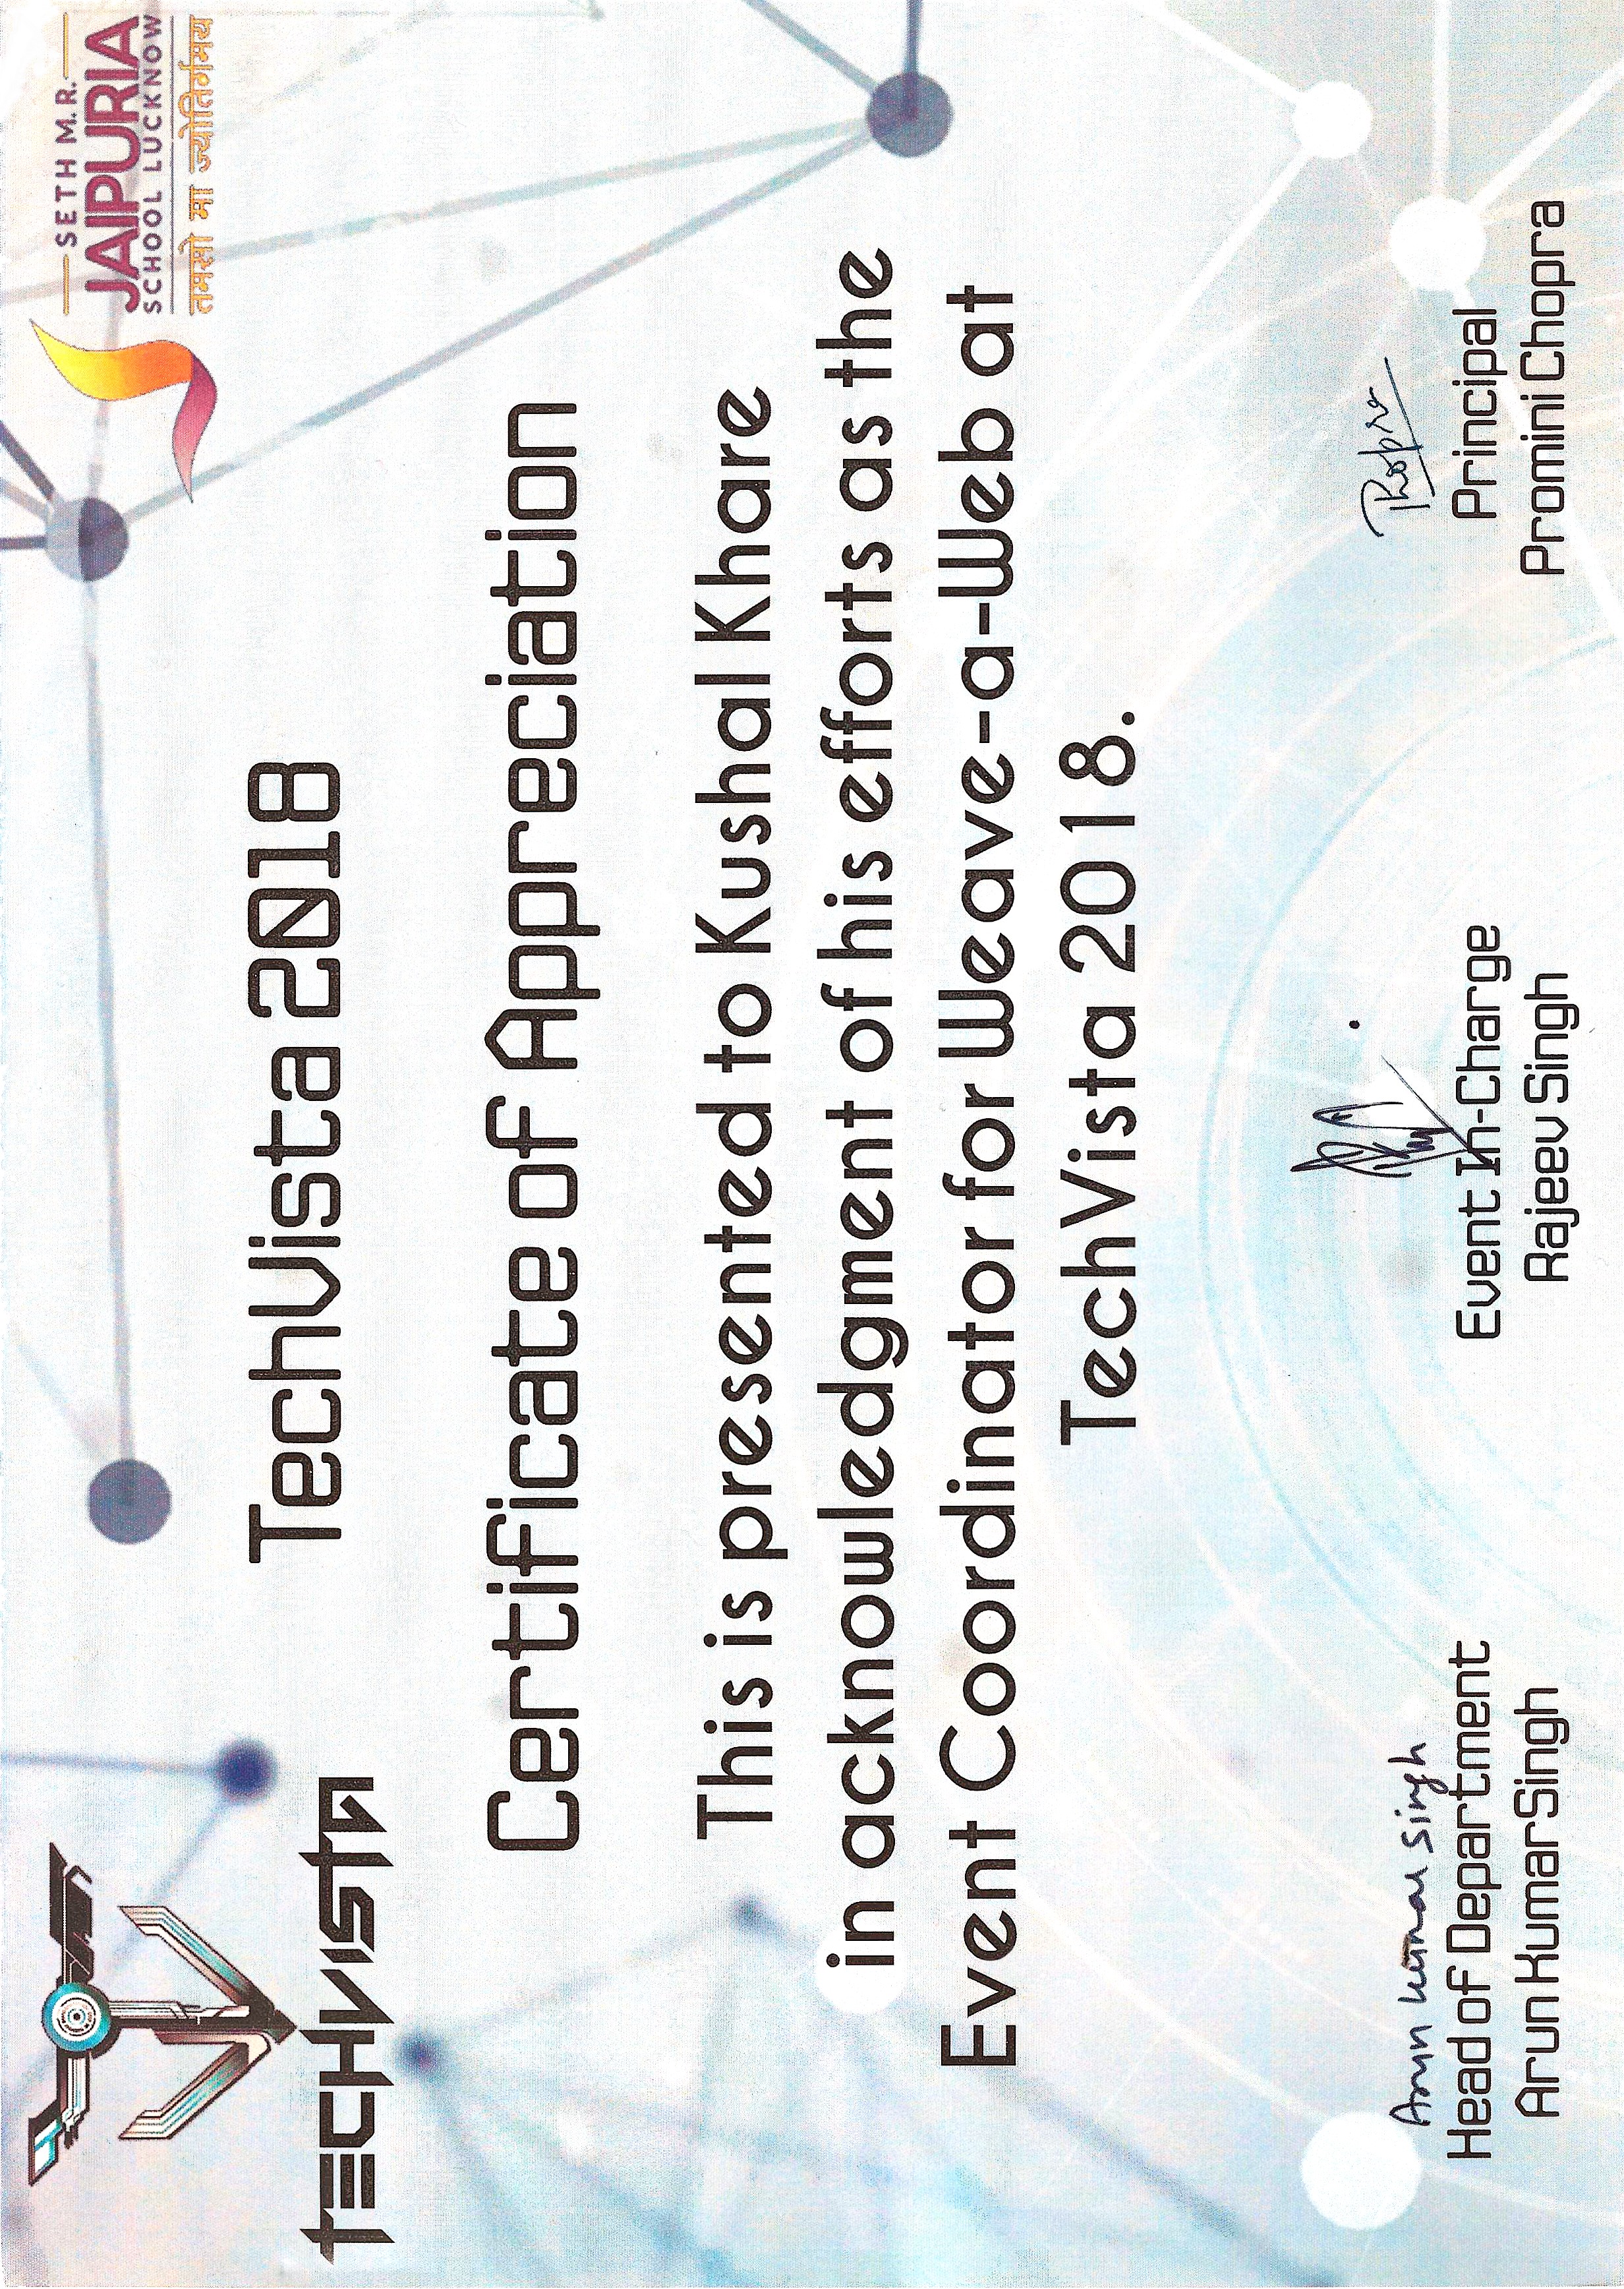 TECHVISTA
SETH M.R.
JAIPURIA
SCHOOL LUCKNOW
तमसो मा ज्योतिर्गमय
TechVista 2018
Certificate of Appreciation
This is presented to Kushal Khare
in acknowledgment of his efforts as the
Event Coordinator for Weave-a-Web at
TechVista 2018.
Arun kumar singh
Head of Department
Arun Kumar Singh
Event In-Charge
Rajeev Singh
PChopra
Principal
Promini Chopra